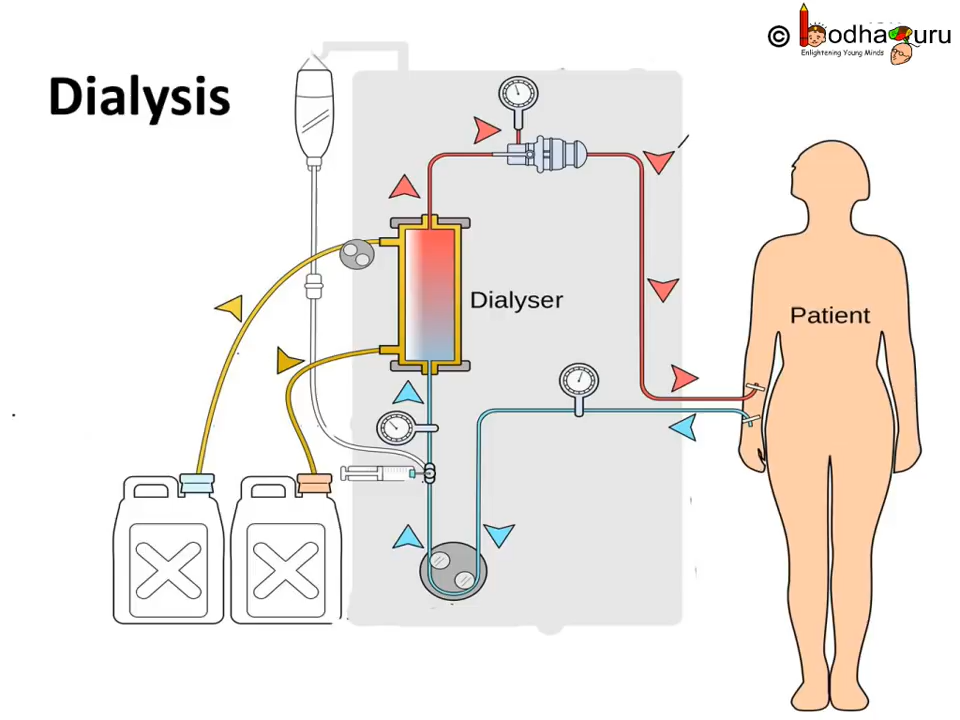 Dialysis
© BodhaGuru
Enlightening Young Minds
Dialyser
Patient